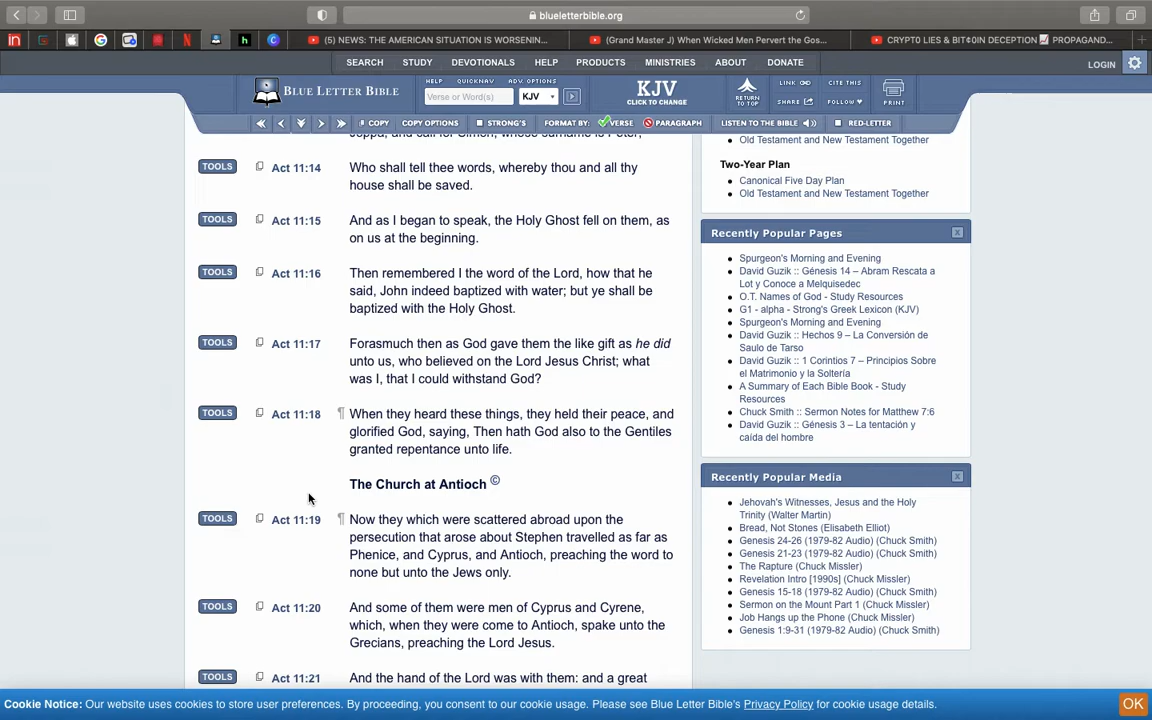 blueletterbible.org
(5) NEWS: THE AMERICAN SITUATION IS WORSENIN...
(Grand Master J) When Wicked Men Pervert the Gos...
CRYPT0 LIES & BIT¢0IN DECEPTION 📈 PROPAGAND...
SEARCH STUDY DEVOTIONALS HELP PRODUCTS MINISTRIES ABOUT DONATE
LOGIN
BLUE LETTER BIBLE
HELP QUICKNAV ADV. OPTIONS
Verse or Word(s) KJV
KJV
CLICK TO CHANGE
RETURN
TO TOP
LINK CITE THIS
SHARE FOLLOW
PRINT
COPY COPY OPTIONS STRONG'S FORMAT BY: VERSE PARAGRAPH LISTEN TO THE BIBLE RED-LETTER
Joppa, and call for Simon, whose surname is Peter;
TOOLS Act 11:14 Who shall tell thee words, whereby thou and all thy
house shall be saved.
TOOLS Act 11:15 And as I began to speak, the Holy Ghost fell on them, as
on us at the beginning.
TOOLS Act 11:16 Then remembered I the word of the Lord, how that he
said, John indeed baptized with water; but ye shall be
baptized with the Holy Ghost.
TOOLS Act 11:17 Forasmuch then as God gave them the like gift as he did
unto us, who believed on the Lord Jesus Christ; what
was I, that I could withstand God?
TOOLS Act 11:18 ¶ When they heard these things, they held their peace, and
glorified God, saying, Then hath God also to the Gentiles
granted repentance unto life.
The Church at Antioch ©
TOOLS Act 11:19 ¶ Now they which were scattered abroad upon the
persecution that arose about Stephen travelled as far as
Phenice, and Cyprus, and Antioch, preaching the word to
none but unto the Jews only.
TOOLS Act 11:20 And some of them were men of Cyprus and Cyrene,
which, when they were come to Antioch, spake unto the
Grecians, preaching the Lord Jesus.
TOOLS Act 11:21 And the hand of the Lord was with them: and a great
Old Testament and New Testament Together
Two-Year Plan
Canonical Five Day Plan
Old Testament and New Testament Together
Recently Popular Pages
Spurgeon's Morning and Evening
David Guzik :: Génesis 14 – Abram Rescata a
Lot y Conoce a Melquisedec
O.T. Names of God - Study Resources
G1 - alpha - Strong's Greek Lexicon (KJV)
Spurgeon's Morning and Evening
David Guzik :: Hechos 9 – La Conversión de
Saulo de Tarso
David Guzik :: 1 Corintios 7 – Principios Sobre
el Matrimonio y la Soltería
A Summary of Each Bible Book - Study
Resources
Chuck Smith :: Sermon Notes for Matthew 7:6
David Guzik :: Génesis 3 – La tentación y
caída del hombre
Recently Popular Media
Jehovah's Witnesses, Jesus and the Holy
Trinity (Walter Martin)
Bread, Not Stones (Elisabeth Elliot)
Genesis 24-26 (1979-82 Audio) (Chuck Smith)
Genesis 21-23 (1979-82 Audio) (Chuck Smith)
The Rapture (Chuck Missler)
Revelation Intro [1990s] (Chuck Missler)
Genesis 15-18 (1979-82 Audio) (Chuck Smith)
Sermon on the Mount Part 1 (Chuck Missler)
Job Hangs up the Phone (Chuck Missler)
Genesis 1:9-31 (1979-82 Audio) (Chuck Smith)
Cookie Notice: Our website uses cookies to store user preferences. By proceeding, you consent to our cookie usage. Please see Blue Letter Bible's Privacy Policy for cookie usage details. OK